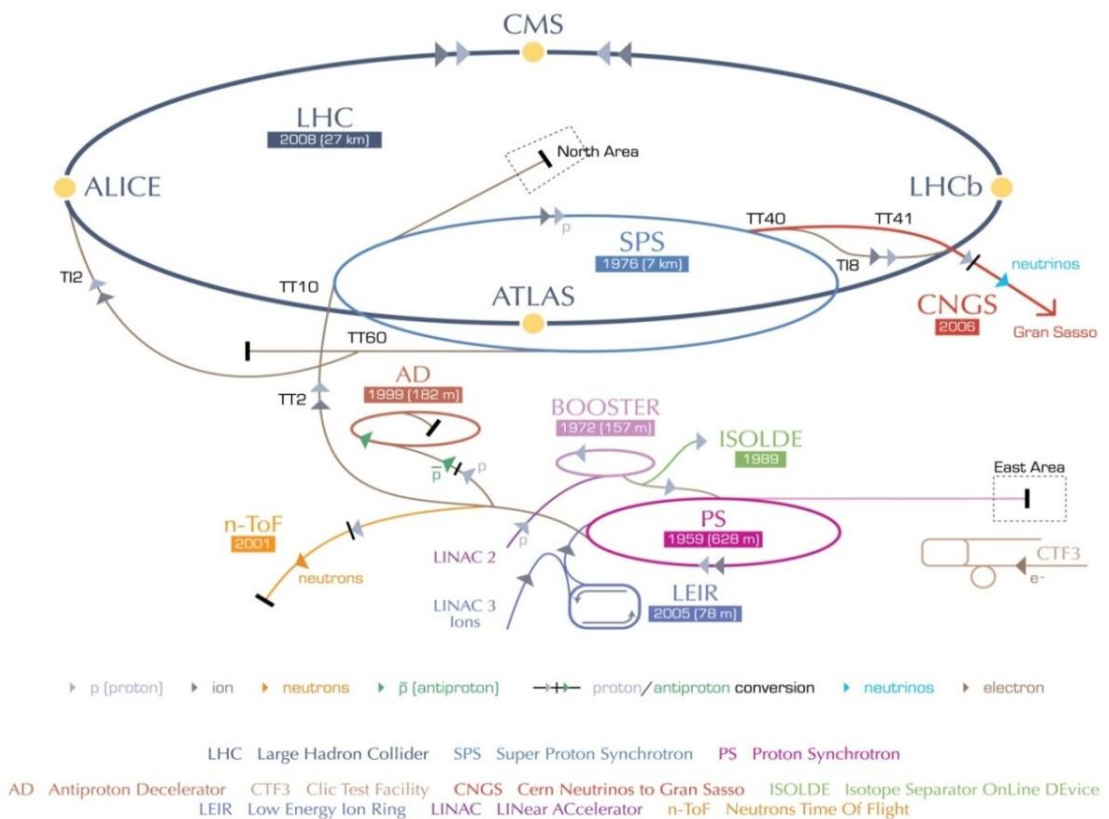 CMS
LHC
2008 (27 km)
North Area
ALICE
LHCb
TT40
TT41
SPS
1976 (7 km)
p
TI8
neutrinos
TI2
TT10
ATLAS
CNGS
2006
Gran Sasso
TT60
AD
1999 (182 m)
TT2
BOOSTER
1972 (157 m)
ISOLDE
1989
p̅
p
East Area
n-ToF
2001
PS
1959 (628 m)
p
LINAC 2
neutrons
CTF3
e-
LEIR
2005 (78 m)
LINAC 3
Ions
p (proton) ion neutrons p̅ (antiproton) proton/antiproton conversion neutrinos electron
LHC Large Hadron Collider SPS Super Proton Synchrotron PS Proton Synchrotron
AD Antiproton Decelerator CTF3 Clic Test Facility CNGS Cern Neutrinos to Gran Sasso ISOLDE Isotope Separator OnLine DEvice
LEIR Low Energy Ion Ring LINAC LINear ACcelerator n-ToF Neutrons Time Of Flight